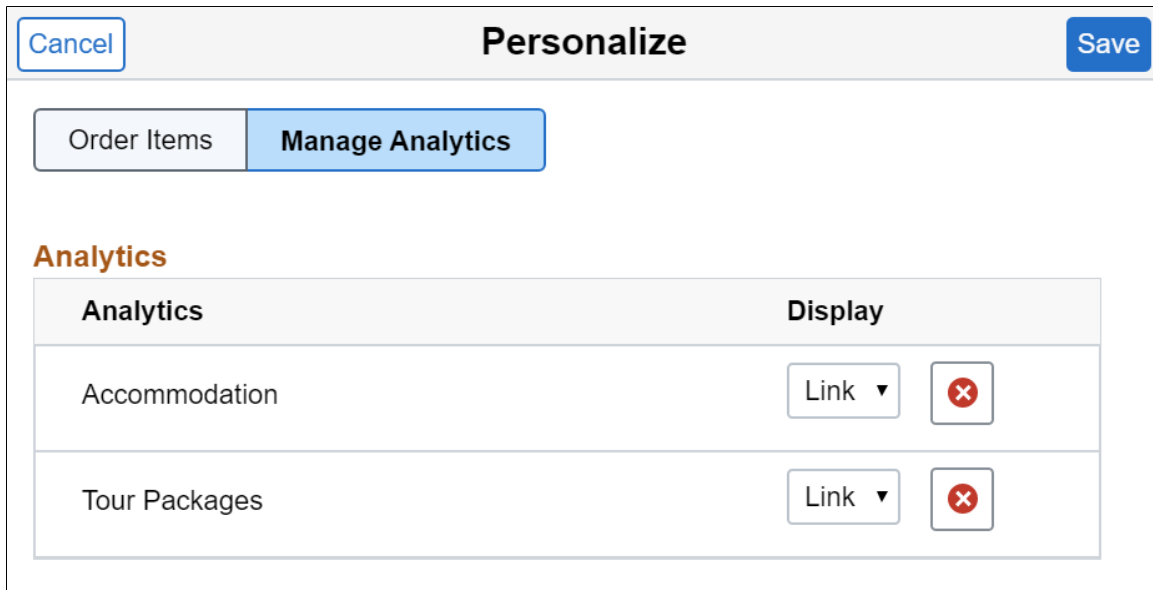 Cancel Personalize Save
Order Items Manage Analytics
Analytics
Analytics Display
Accommodation Link
Tour Packages Link